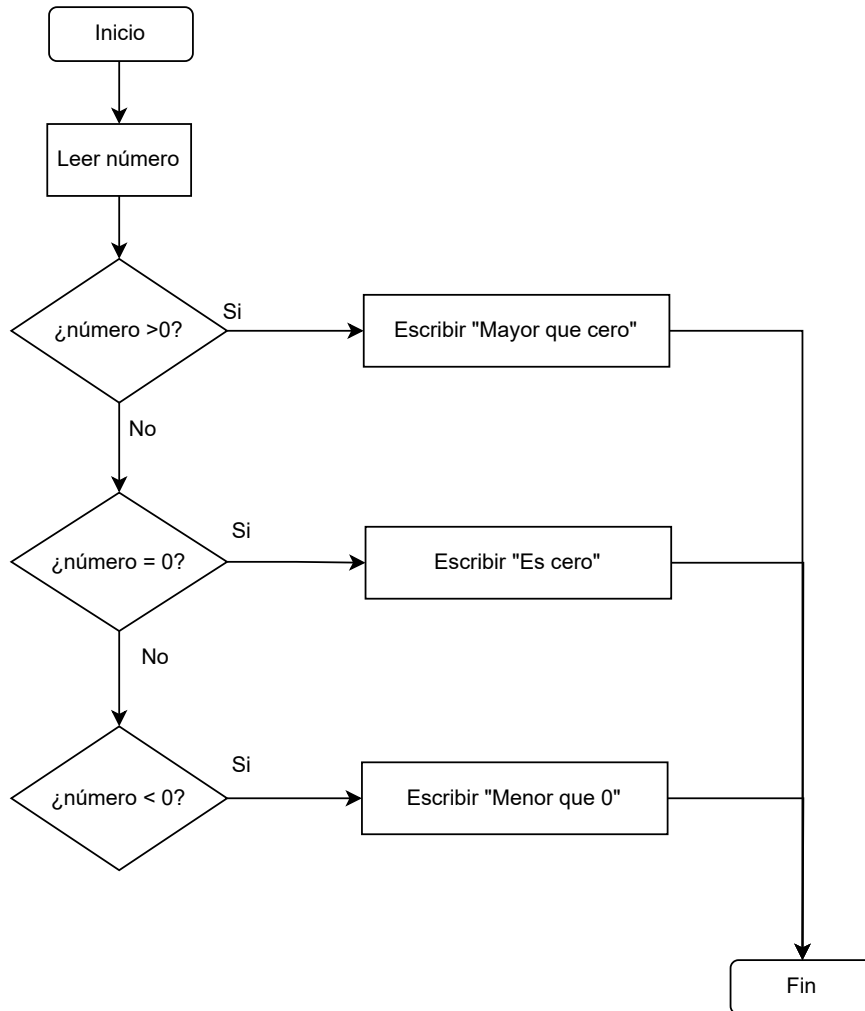 Inicio
Leer número
¿número >0?
Si
Escribir "Mayor que cero"
No
¿número = 0?
Si
Escribir "Es cero"
No
¿número < 0?
Si
Escribir "Menor que 0"
Fin